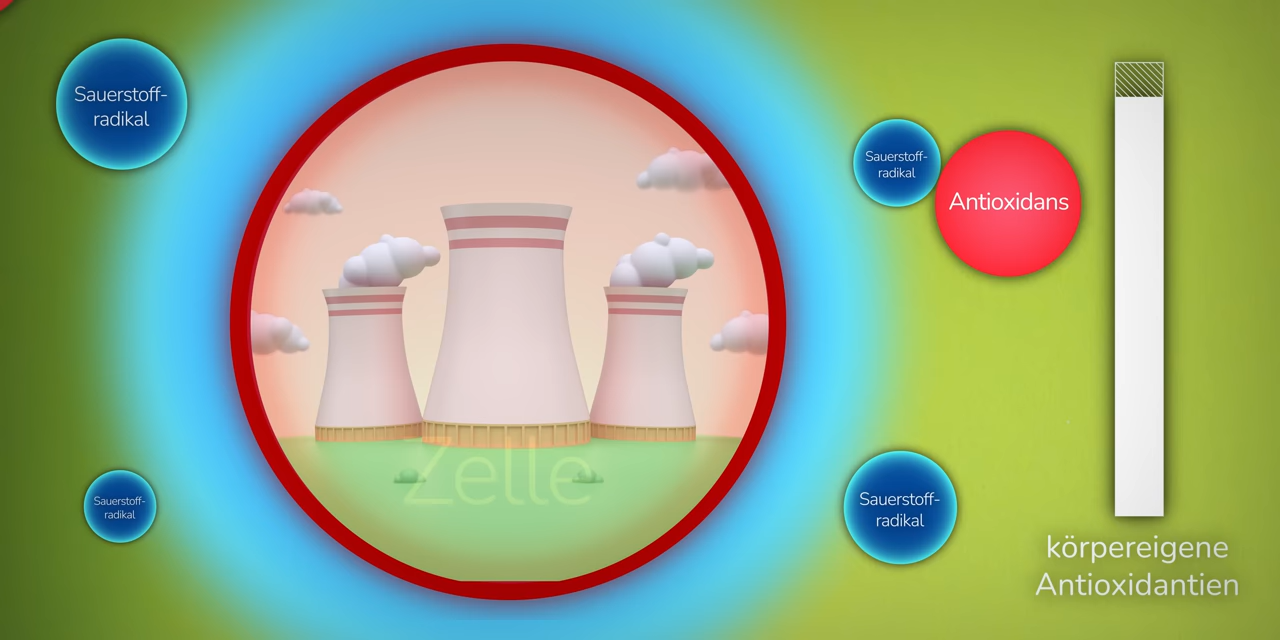 Sauerstoff-
radikal
Sauerstoff-
radikal
Antioxidans
Zelle
Sauerstoff-
radikal
Sauerstoff-
radikal
körpereigene
Antioxidantien